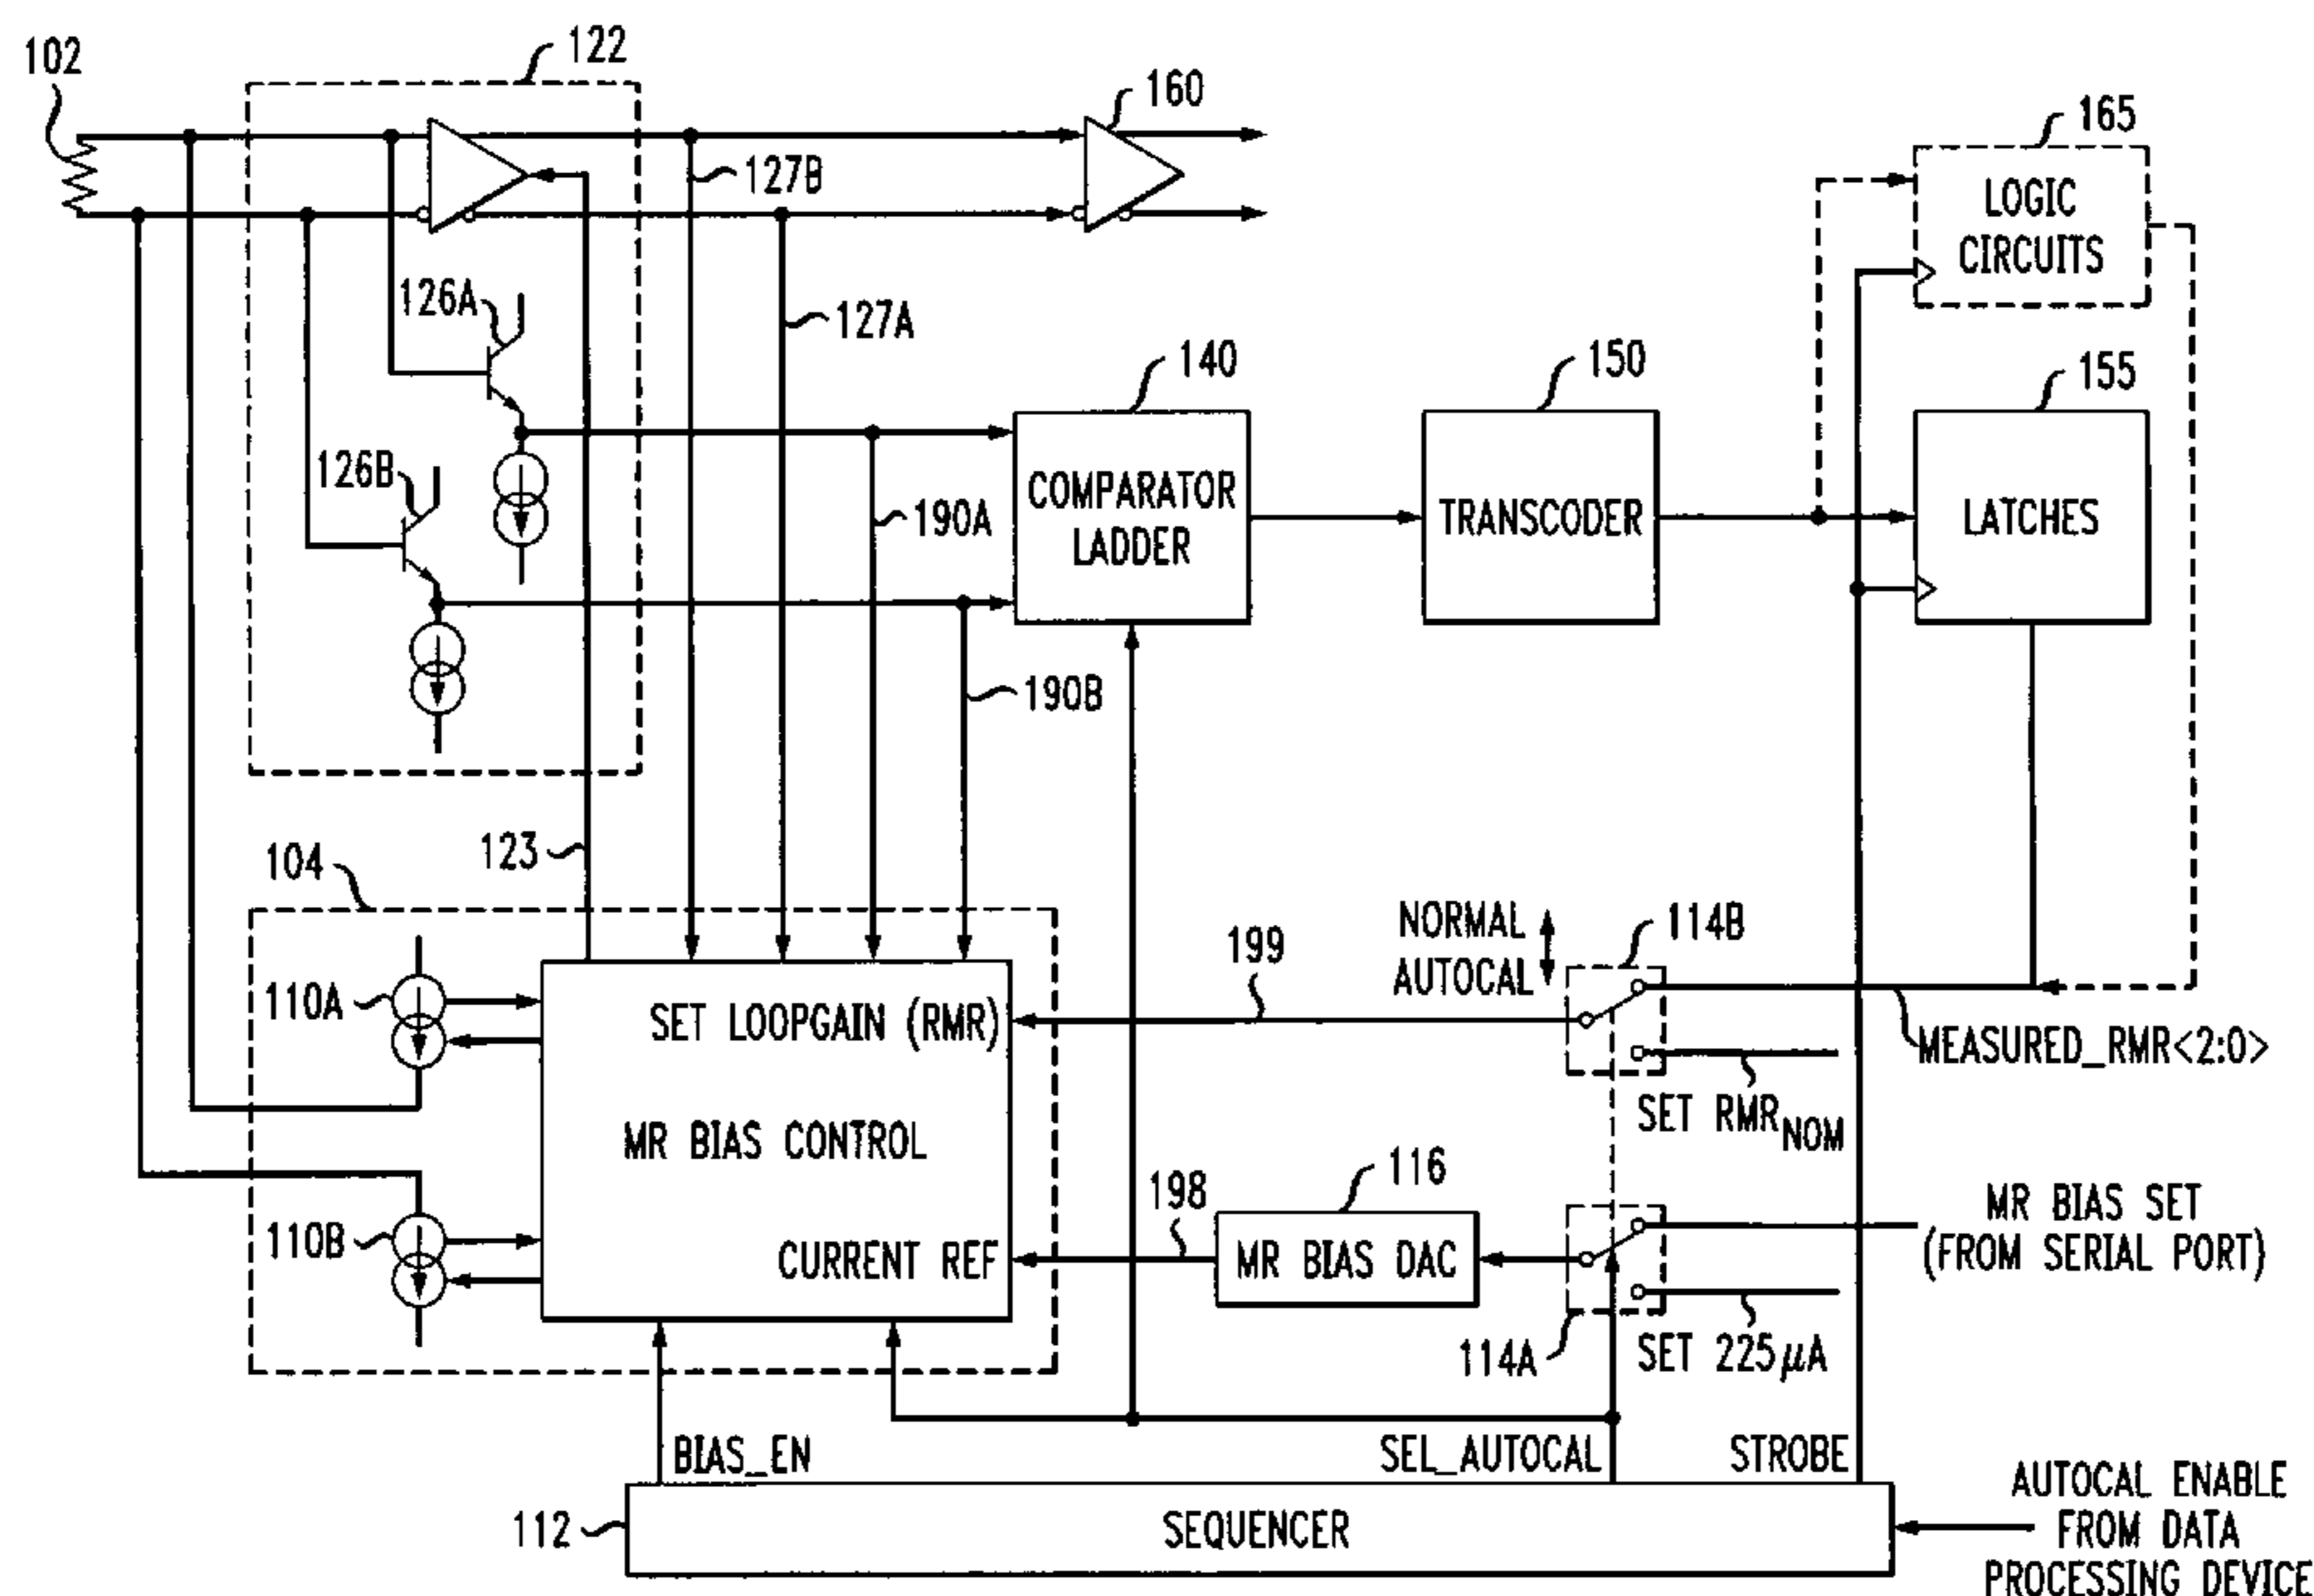 102
122
160
165
LOGIC
CIRCUITS
127B
126A
127A
140
150
155
126B
190A
COMPARATOR
LADDER
TRANSCODER
LATCHES
190B
123
104
NORMAL
AUTOCAL
114B
199
110A
SET LOOPGAIN (RMR)
MEASURED_RMR<2:0>
SET RMRNOM
MR BIAS CONTROL
116
198
MR BIAS SET
(FROM SERIAL PORT)
110B
CURRENT REF
MR BIAS DAC
114A
SET 225μA
BIAS_EN
SEL_AUTOCAL
STROBE
112
SEQUENCER
AUTOCAL ENABLE
FROM DATA
PROCESSING DEVICE